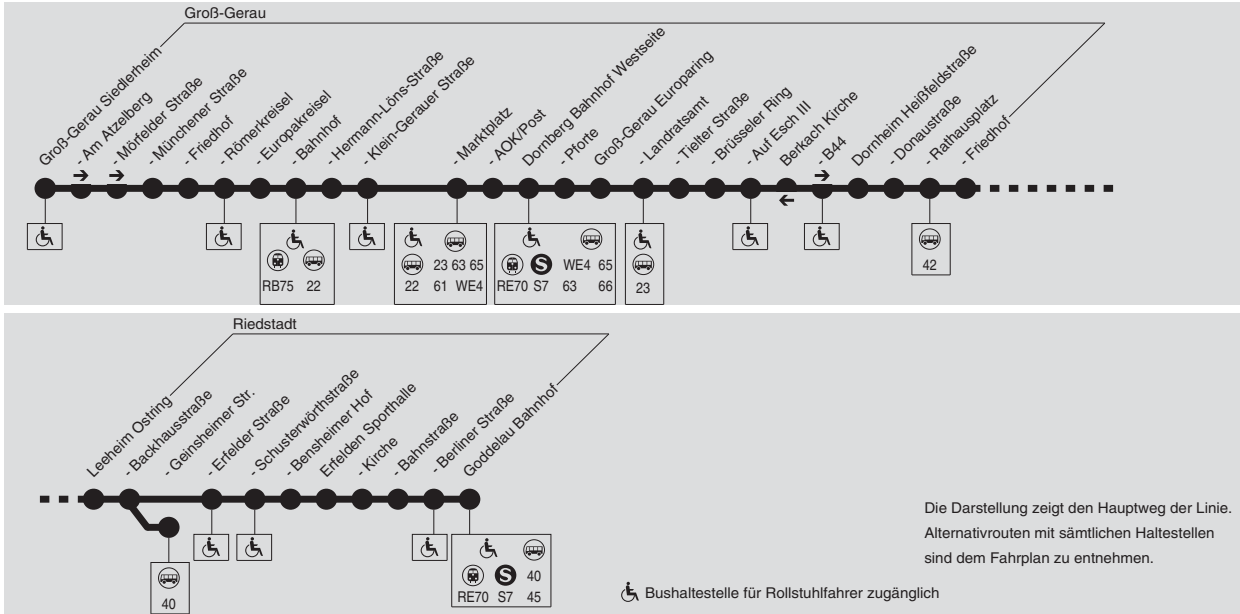 Groß-Gerau
Groß-Gerau Siedlerheim
- Am Atzelberg
- Mörfelder Straße
- Münchener Straße
- Friedhof
- Römerkreisel
- Europakreisel
- Bahnhof
- Hermann-Löns-Straße
- Klein-Gerauer Straße
- Marktplatz
- AOK/Post
Dornberg Bahnhof Westseite
- Pforte
Groß-Gerau Europaring
- Landratsamt
- Tielter Straße
- Brüsseler Ring
- Auf Esch III
Berkach Kirche
- B44
Dornheim Heißfeldstraße
- Donaustraße
- Rathausplatz
- Friedhof
RB75 22
23 63 65
22 61 WE4
S WE4 65
RE70 S7 63 66
23
42
Riedstadt
Leeheim Ostring
- Backhausstraße
- Geinsheimer Str.
- Erfelder Straße
- Schusterwörthstraße
- Bensheimer Hof
Erfelden Sporthalle
- Kirche
- Bahnstraße
- Berliner Straße
Goddelau Bahnhof
40
S 40
RE70 S7 45
Die Darstellung zeigt den Hauptweg der Linie.
Alternativrouten mit sämtlichen Haltestellen
sind dem Fahrplan zu entnehmen.
Bushaltestelle für Rollstuhlfahrer zugänglich